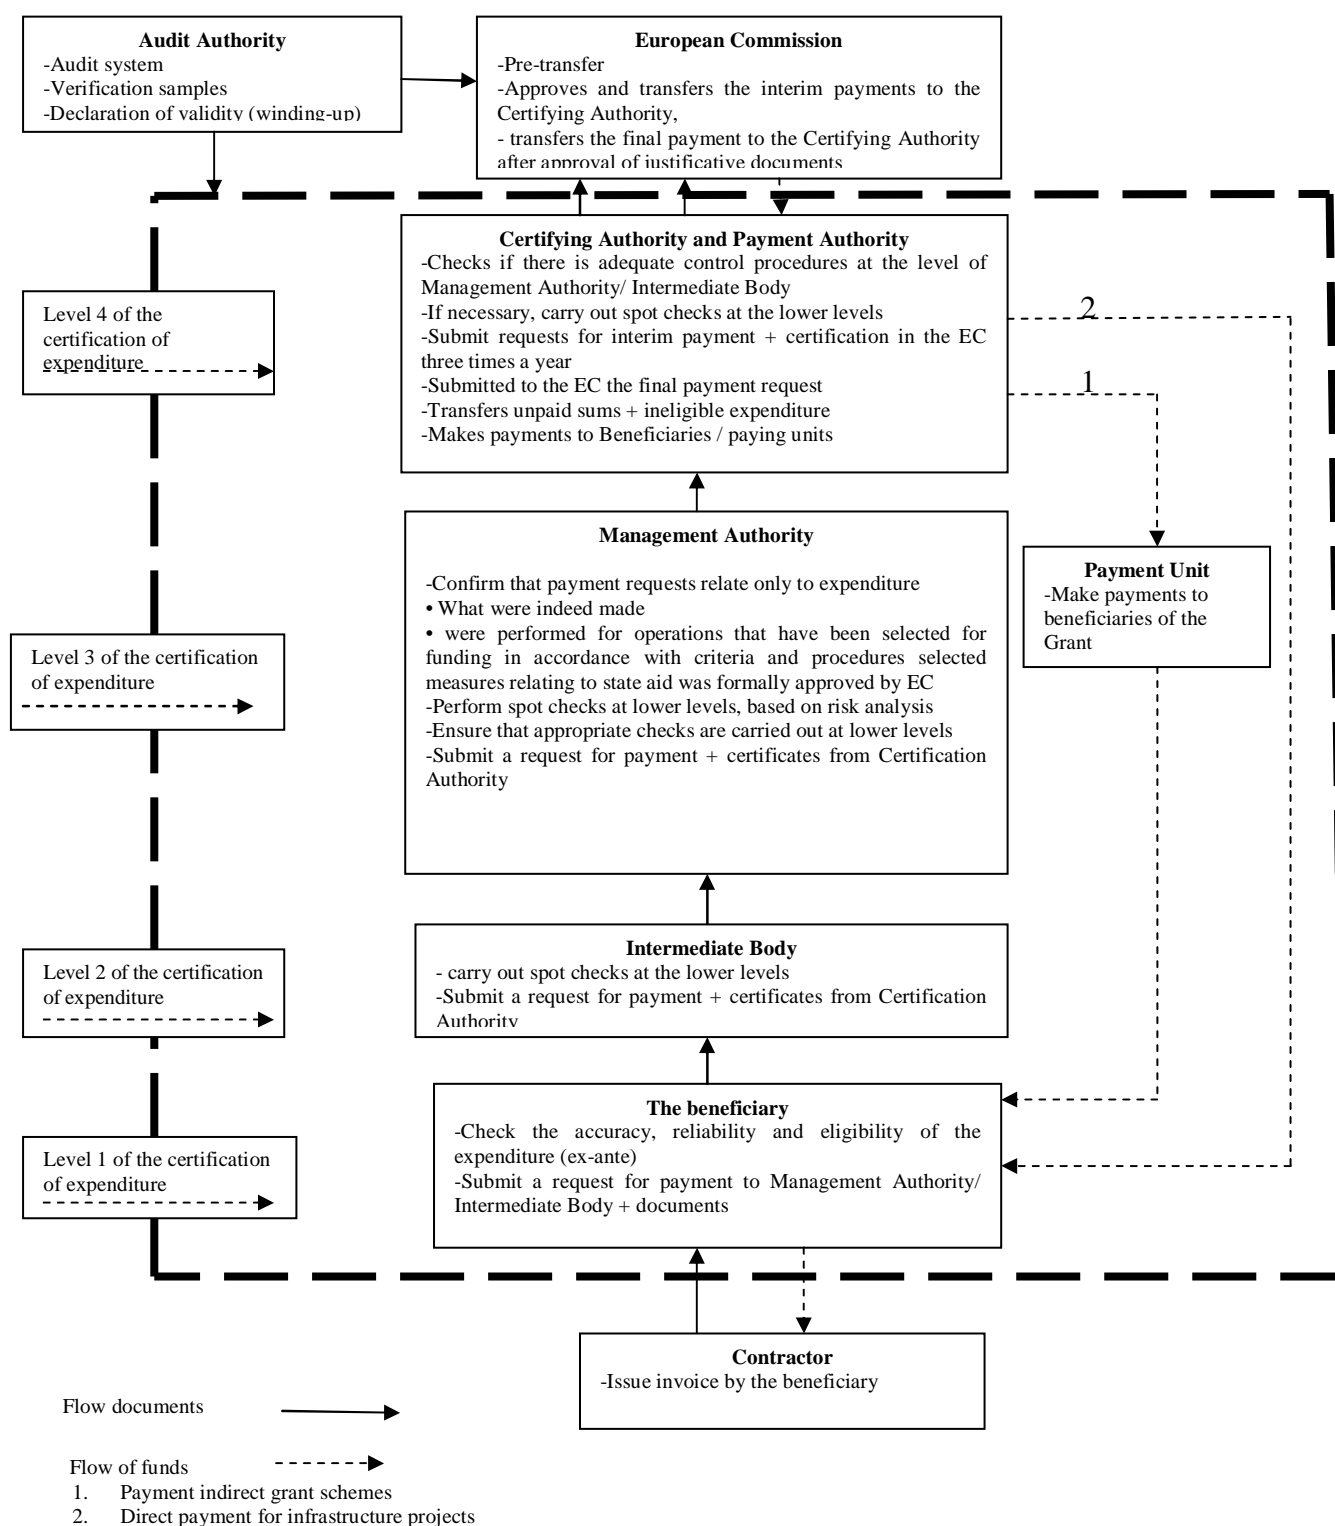 Audit Authority
-Audit system
-Verification samples
-Declaration of validity (winding-up)
European Commission
-Pre-transfer
-Approves and transfers the interim payments to the
Certifying Authority,
- transfers the final payment to the Certifying Authority
after approval of justificative documents
Certifying Authority and Payment Authority
-Checks if there is adequate control procedures at the level of
Management Authority/ Intermediate Body
-If necessary, carry out spot checks at the lower levels
-Submit requests for interim payment + certification in the EC
three times a year
-Submitted to the EC the final payment request
-Transfers unpaid sums + ineligible expenditure
-Makes payments to Beneficiaries / paying units
2
1
Level 4 of the
certification of
expenditure
Management Authority
-Confirm that payment requests relate only to expenditure
• What were indeed made
• were performed for operations that have been selected for
funding in accordance with criteria and procedures selected
measures relating to state aid was formally approved by EC
-Perform spot checks at lower levels, based on risk analysis
-Ensure that appropriate checks are carried out at lower levels
-Submit a request for payment + certificates from Certification
Authority
Payment Unit
-Make payments to
beneficiaries of the
Grant
Level 3 of the certification
of expenditure
Intermediate Body
- carry out spot checks at the lower levels
-Submit a request for payment + certificates from Certification
Authority
Level 2 of the certification
of expenditure
The beneficiary
-Check the accuracy, reliability and eligibility of the
expenditure (ex-ante)
-Submit a request for payment to Management Authority/
Intermediate Body + documents
Level 1 of the certification
of expenditure
Contractor
-Issue invoice by the beneficiary
Flow documents
Flow of funds
1. Payment indirect grant schemes
2. Direct payment for infrastructure projects